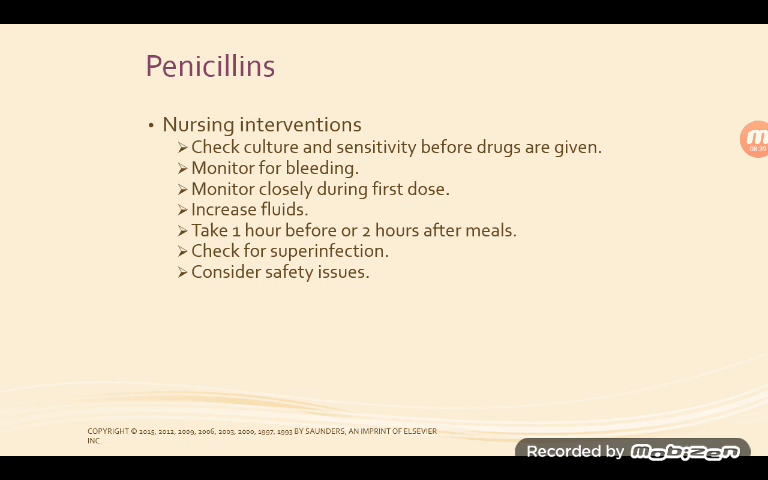 Penicillins
• Nursing interventions
➢Check culture and sensitivity before drugs are given.
➢Monitor for bleeding.
➢Monitor closely during first dose.
➢Increase fluids.
➢Take 1 hour before or 2 hours after meals.
➢Check for superinfection.
➢Consider safety issues.
m
08:39
COPYRIGHT © 2015, 2012, 2009, 2006, 2003, 2000, 1997, 1993 BY SAUNDERS, AN IMPRINT OF ELSEVIER
INC.
Recorded by mobizen